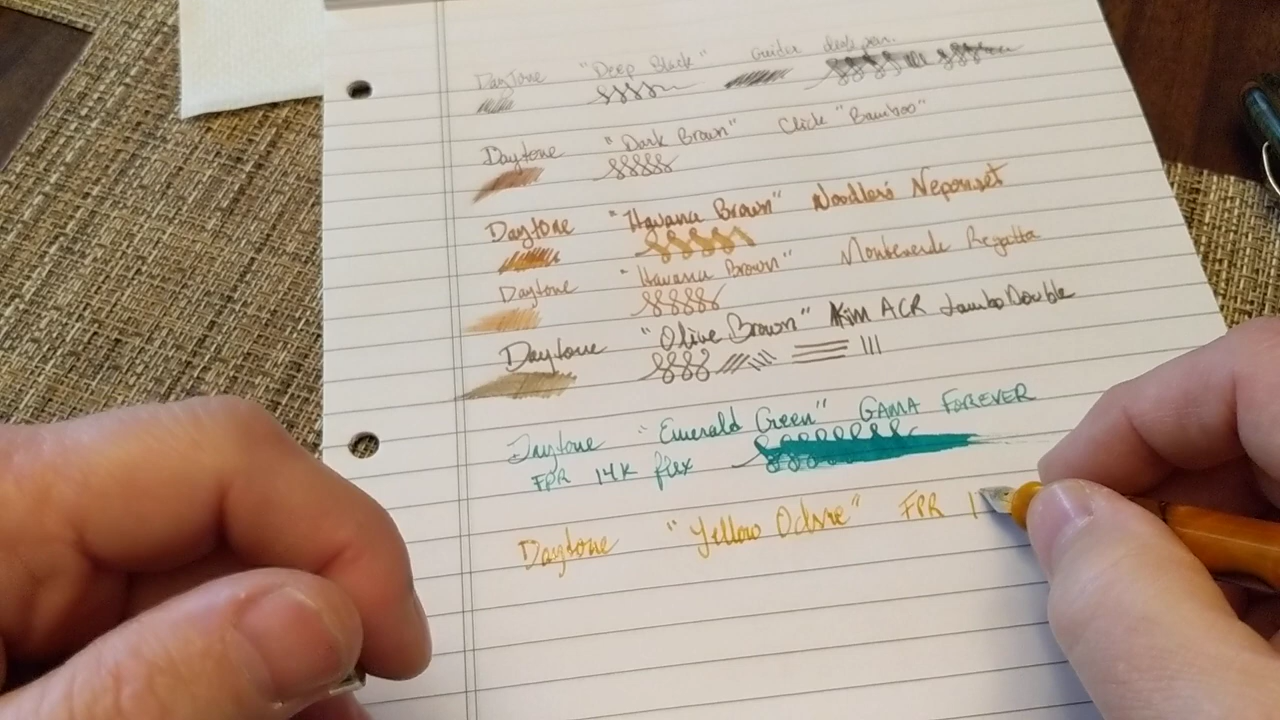 Daytone "Deep Black" Guider desk pen.
Daytone "Dark Brown" Click "Bamboo"
Daytone "Havana Brown" Noodler's Neponset
Daytone "Havana Brown" Monteverde Regatta
Daytone "Olive Brown" Kim ACR Jumbo Double
Daytone "Emerald Green" GAMA FOREVER
FPR 14K flex
Daytone "Yellow Ochre" FPR 1